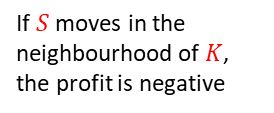 If S moves in the
neighbourhood of K,
the profit is negative